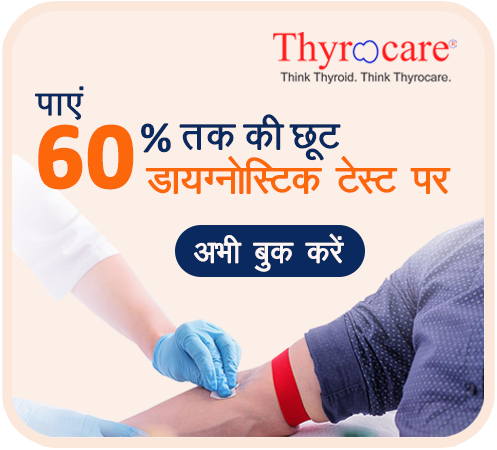 Thyrocare®
Think Thyroid. Think Thyrocare.
पाएं
60% तक की छूट
डायग्नोस्टिक टेस्ट पर
अभी बुक करें